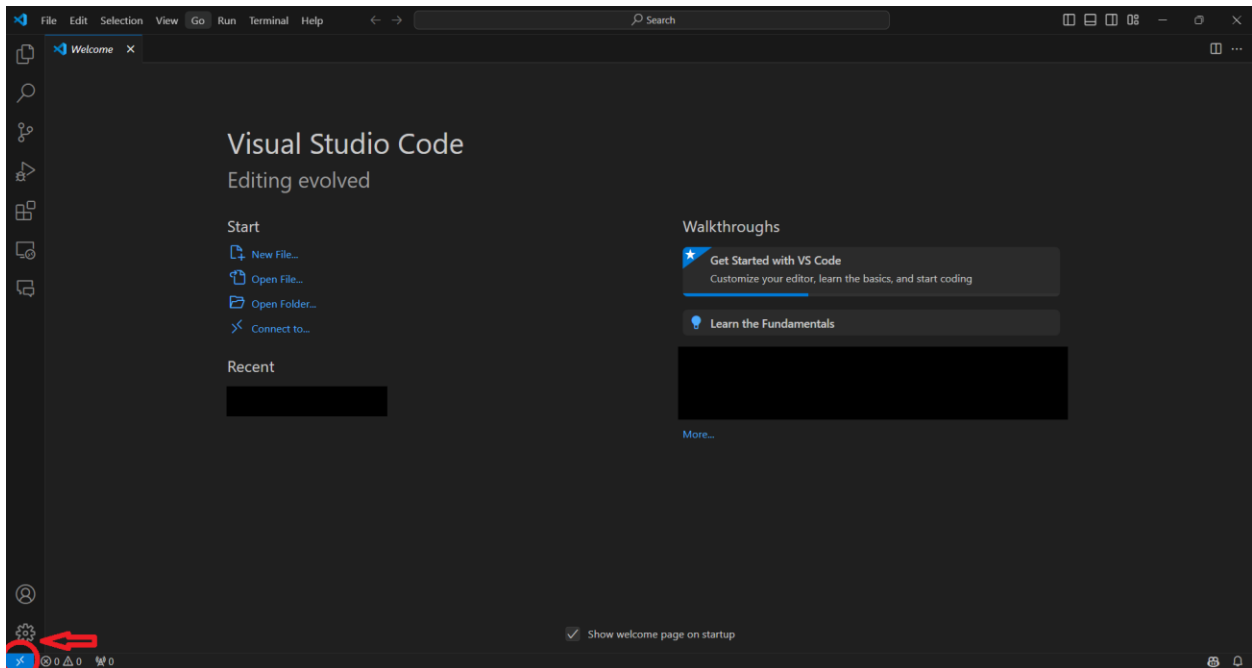 File Edit Selection View Go Run Terminal Help
Search
Welcome
Visual Studio Code
Editing evolved
Start
New File...
Open File...
Open Folder...
Connect to...
Recent
Walkthroughs
Get Started with VS Code
Customize your editor, learn the basics, and start coding
Learn the Fundamentals
More...
Show welcome page on startup
0 0 0